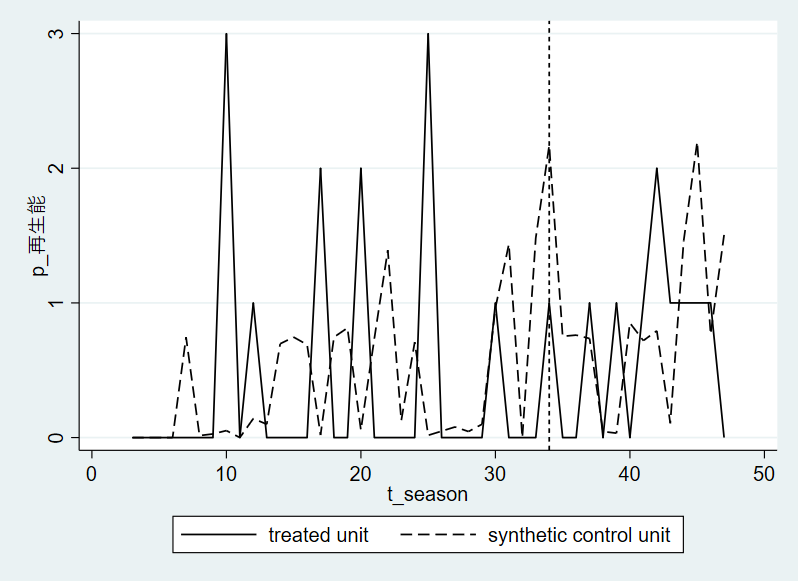 3
2
1
0
p_再生能
0 10 20 30 40 50
t_season
treated unit synthetic control unit